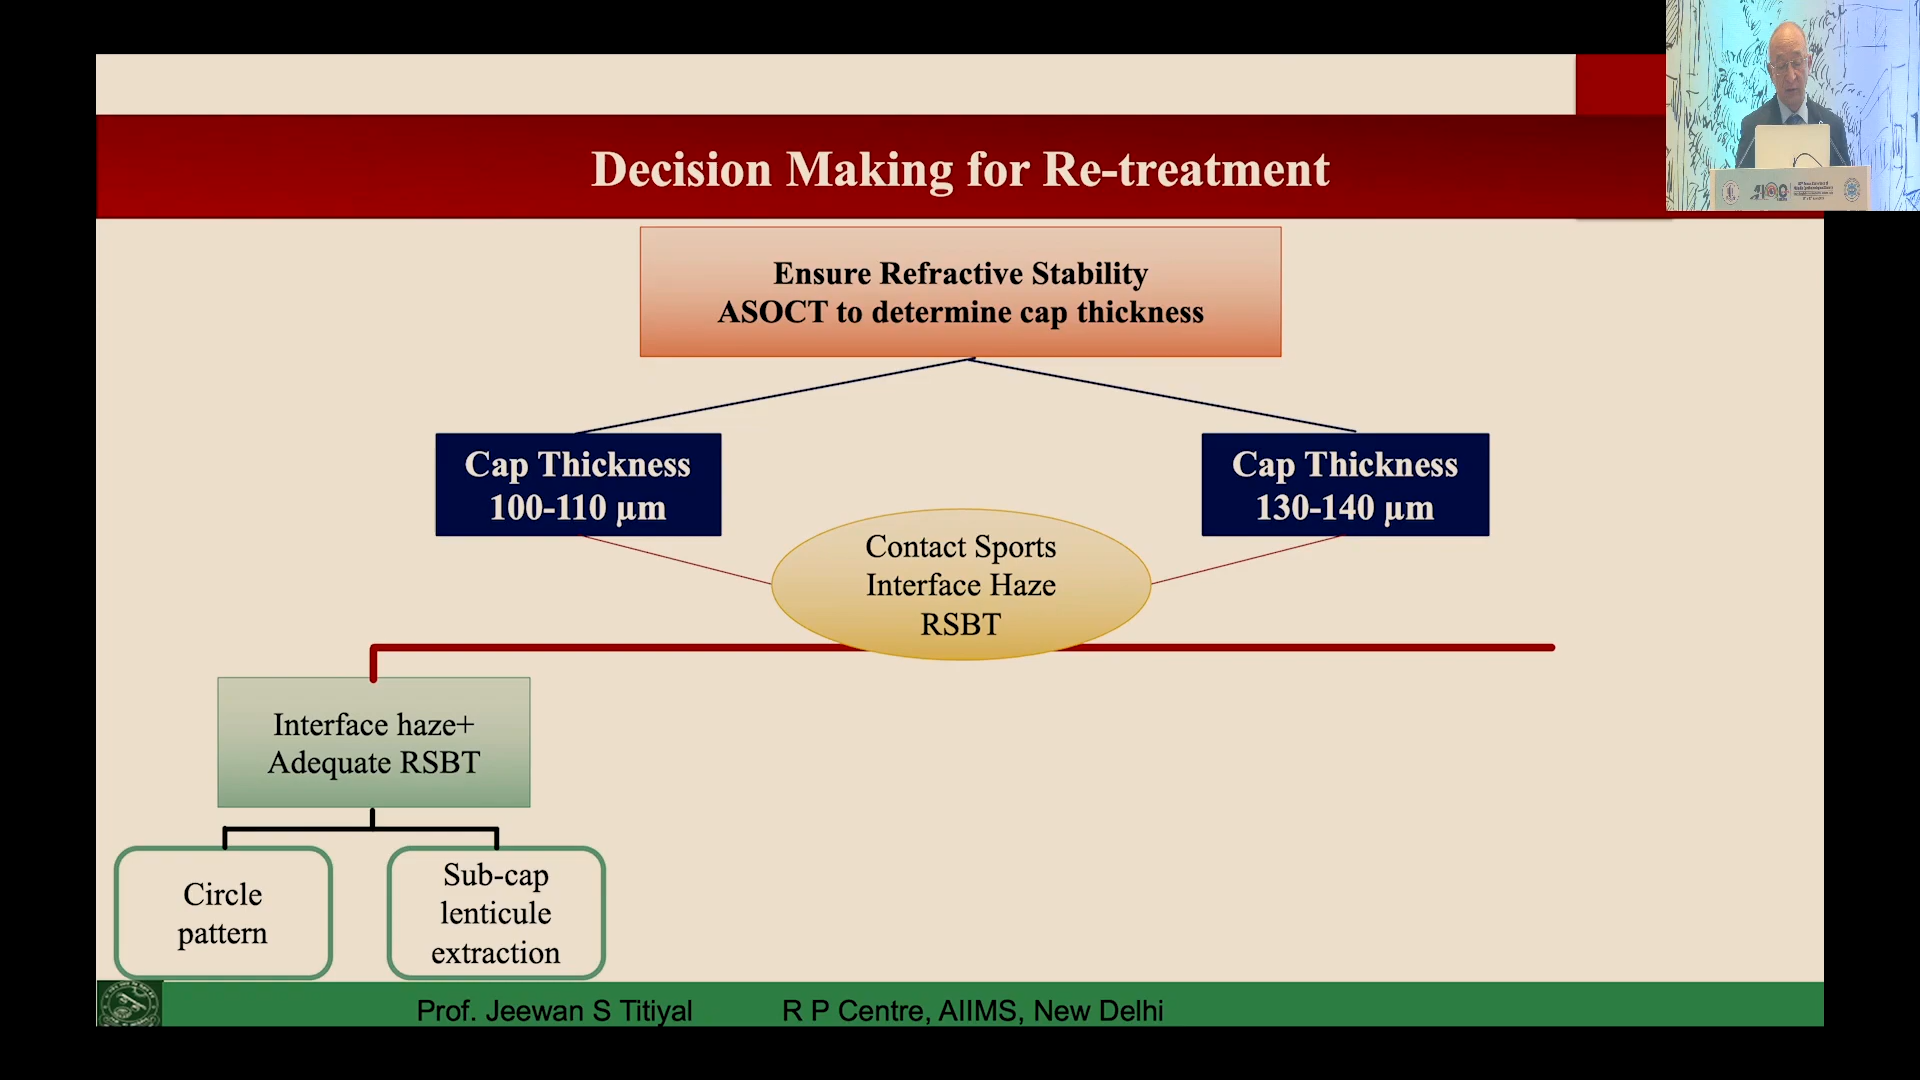 Decision Making for Re-treatment
Ensure Refractive Stability
ASOCT to determine cap thickness
Cap Thickness
100-110 µm
Cap Thickness
130-140 µm
Contact Sports
Interface Haze
RSBT
Interface haze+
Adequate RSBT
Circle
pattern
Sub-cap
lenticule
extraction
Prof. Jeewan S Titiyal R P Centre, AIIMS, New Delhi